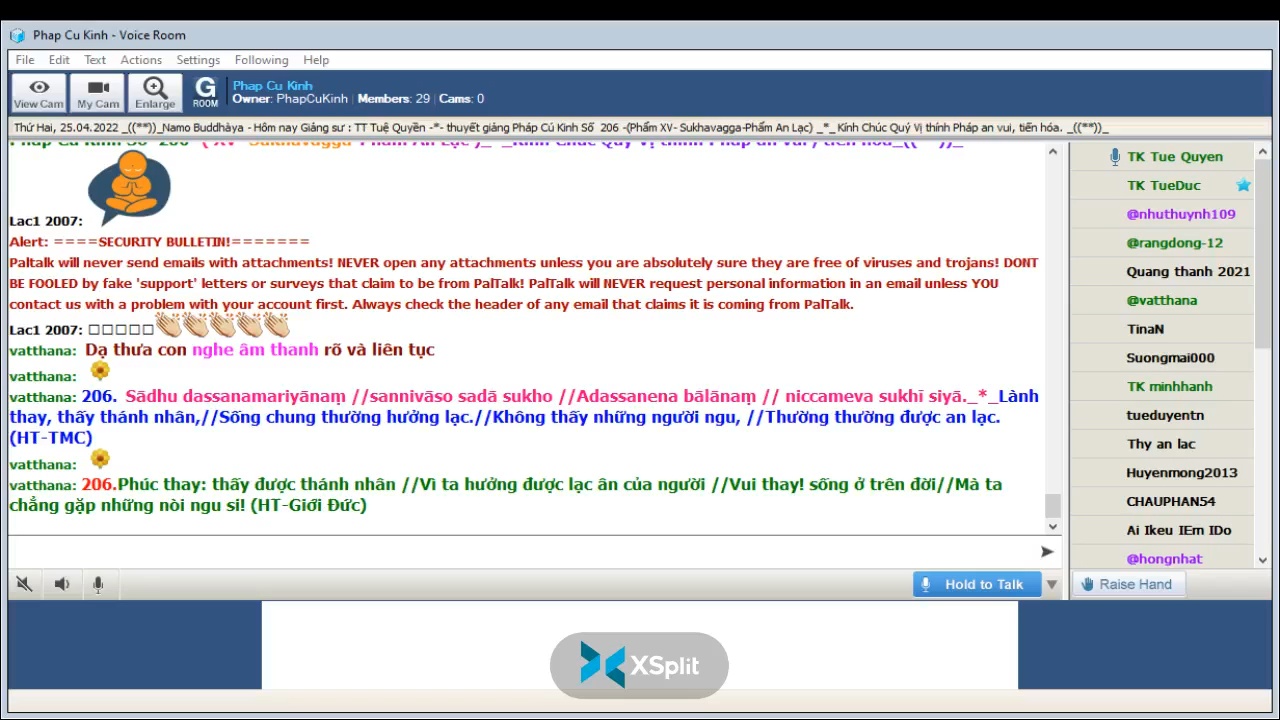 Phap Cu Kinh - Voice Room
File Edit Text Actions Settings Following Help
View Cam My Cam Enlarge G ROOM
Phap Cu Kinh
Owner: PhapCuKinh | Members: 29 | Cams: 0
Thứ Hai, 25.04.2022 _((**))_Namo Buddhàya - Hôm nay Giảng sư : TT Tuệ Quyền -*- thuyết giảng Pháp Cú Kinh Số 206 -(Phẩm XV- Sukhavagga-Phẩm An Lạc) _*_ Kính Chúc Quý Vị thính Pháp an vui, tiến hóa. _((**))_
Lac1 2007:
Alert: ====SECURITY BULLETIN!=======
Paltalk will never send emails with attachments! NEVER open any attachments unless you are absolutely sure they are free of viruses and trojans! DONT
BE FOOLED by fake 'support' letters or surveys that claim to be from PalTalk! PalTalk will NEVER request personal information in an email unless YOU
contact us with a problem with your account first. Always check the header of any email that claims it is coming from PalTalk.
Lac1 2007: □□□□□👏👏👏👏👏
vatthana: Dạ thưa con nghe âm thanh rõ và liên tục
vatthana:
vatthana: 206. Sādhu dassanamariyānaṃ //sannivāso sadā sukho //Adassanena bālānaṃ // niccameva sukhī siyā._*_Lành
thay, thấy thánh nhân,//Sống chung thường hưởng lạc.//Không thấy những người ngu, //Thường thường được an lạc.
(HT-TMC)
vatthana:
vatthana: 206.Phúc thay: thấy được thánh nhân //Vì ta hưởng được lạc ân của người //Vui thay! sống ở trên đời//Mà ta
chẳng gặp những nòi ngu si! (HT-Giới Đức)
Hold to Talk
TK Tue Quyen
TK TueDuc
@nhuthuynh109
@rangdong-12
Quang thanh 2021
@vatthana
TinaN
Suongmai000
TK minhhanh
tueduyentn
Thy an lac
Huyenmong2013
CHAUPHAN54
Ai Ikeu IEm IDo
@hongnhat
Raise Hand
XSplit